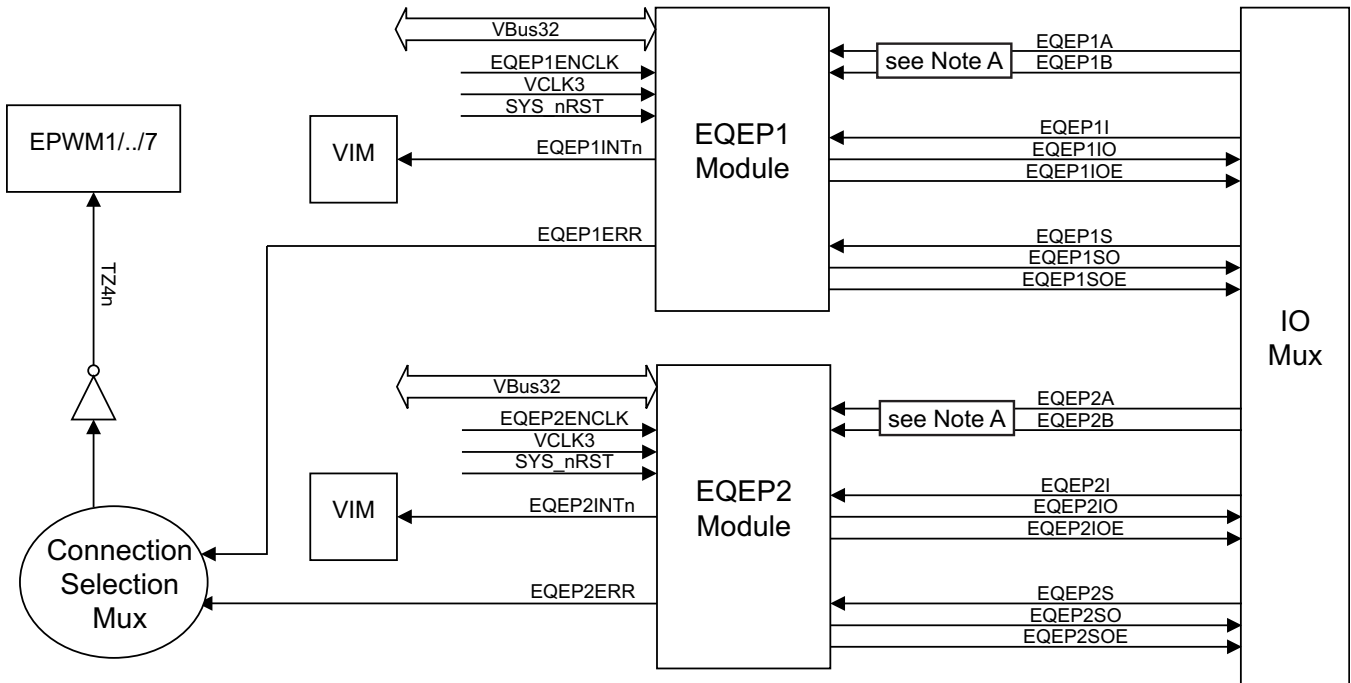 VBus32
EQEP1ENCLK
VCLK3
SYS_nRST
EQEP1INTn
EQEP1ERR
VIM
EPWM1/../7
TZ4n
Connection
Selection
Mux
EQEP1
Module
EQEP1A
see Note A
EQEP1B
EQEP1I
EQEP1IO
EQEP1IOE
EQEP1S
EQEP1SO
EQEP1SOE
IO
Mux
VBus32
EQEP2ENCLK
VCLK3
SYS_nRST
EQEP2INTn
EQEP2ERR
VIM
EQEP2
Module
EQEP2A
see Note A
EQEP2B
EQEP2I
EQEP2IO
EQEP2IOE
EQEP2S
EQEP2SO
EQEP2SOE